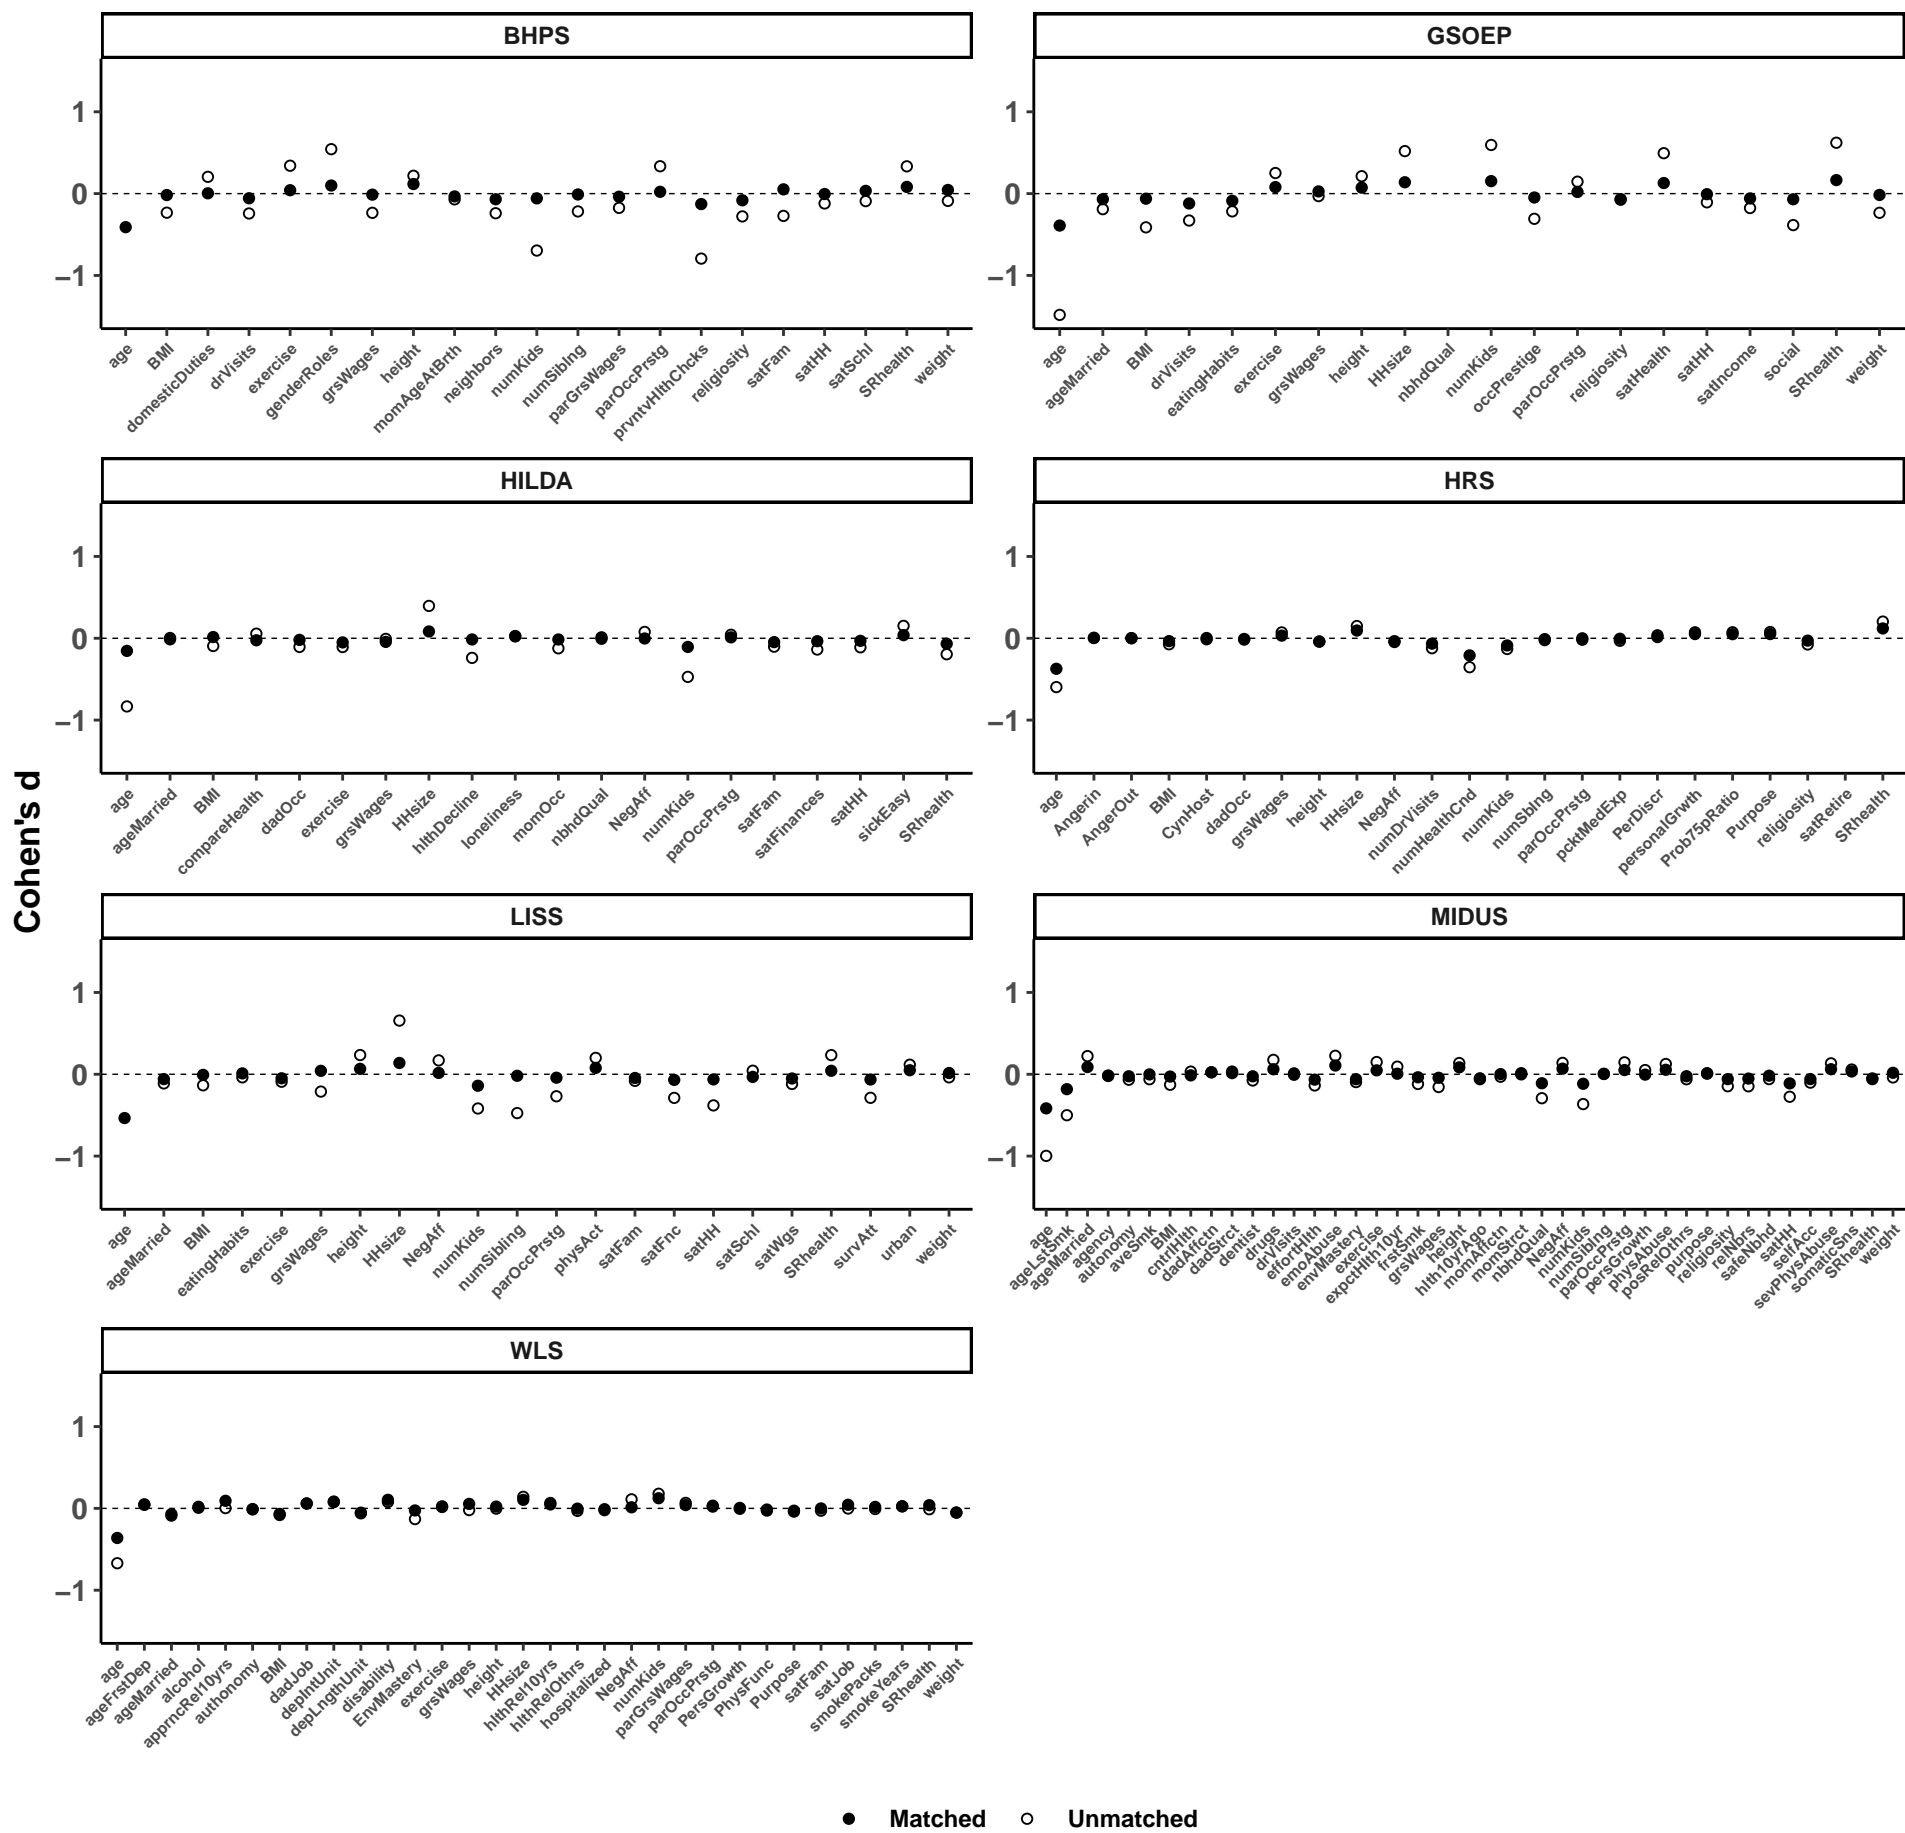 BHPS
GSOEP
1
0
−1
1
0
−1
age
BMI
domesticDuties
drVisits
exercise
genderRoles
grsWages
height
momAgeAtBrth
neighbors
numKids
numSiblng
parGrsWages
parOccPrstg
prvntvHlthChcks
religiosity
satFam
satHH
satSchl
SRhealth
weight
age
ageMarried
BMI
drVisits
eatingHabits
exercise
grsWages
height
HHsize
nbhdQual
numKids
occPrestige
parOccPrstg
religiosity
satHealth
satHH
satIncome
social
SRhealth
weight
HILDA
HRS
1
0
−1
1
0
−1
age
ageMarried
BMI
compareHealth
dadOcc
exercise
grsWages
HHsize
hlthDecline
loneliness
momOcc
nbhdQual
NegAff
numKids
parOccPrstg
satFam
satFinances
satHH
sickEasy
SRhealth
age
Angerin
AngerOut
BMI
CynHost
dadOcc
grsWages
height
HHsize
NegAff
numDrVisits
numHealthCnd
numKids
numSbIng
parOccPrstg
pcktMedExp
PerDiscr
personalGrwth
Prob75pRatio
Purpose
religiosity
satRetire
SRhealth
Cohen's d
LISS
MIDUS
1
0
−1
1
0
−1
age
ageMarried
BMI
eatingHabits
exercise
grsWages
height
HHsize
NegAff
numKids
numSibling
parOccPrstg
physAct
satFam
satFnc
satHH
satSchl
satWgs
SRhealth
survAtt
urban
weight
age
ageLstSmk
ageMarried
agency
autonomy
aveSmk
BMI
cntrlHlth
dadAffctn
dadStrct
dentist
drugs
drVisits
effortHlth
emoAbuse
envMastery
exercise
expctHlth10yr
frstSmk
grsWages
height
hlth10yrAgo
momAffctn
momStrct
nbhdQual
NegAff
numKids
numSiblng
parOccPrstg
persGrowth
physAbuse
posRelOthrs
purpose
religiosity
relNbrs
safeNbhd
satHH
selfAcc
sevPhysAbuse
somaticSns
SRhealth
weight
WLS
1
0
−1
age
ageFrstDep
ageMarried
alcohol
apprncRel10yrs
authonomy
BMI
dadJob
depIntUnit
depLngthUnit
disability
EnvMastery
exercise
grsWages
height
HHsize
hlthRel10yrs
hlthRelOthrs
hospitalized
NegAff
numKids
parGrsWages
parOccPrstg
PersGrowth
PhysFunc
Purpose
satFam
satJob
smokePacks
smokeYears
SRhealth
weight
Matched
Unmatched